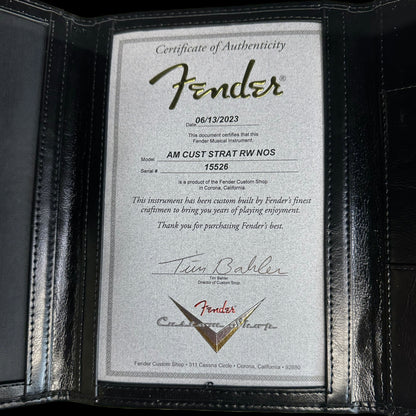 Certificate of Authenticity
Fender®
Date: 06/13/2023
This document certifies that this
Fender Musical Instrument,
Model: AM CUST STRAT RW NOS
Serial # 15526
is a product of the Fender Custom Shop
in Corona, California.
This instrument has been custom built by Fender's finest
craftsmen to bring you years of playing enjoyment.
Thank you for purchasing Fender's best.
Tim Bahler
Tim Bahler
Director of Custom Shop
Fender
Custom Shop
Fender Custom Shop • 311 Cessna Circle • Corona, California • 92880